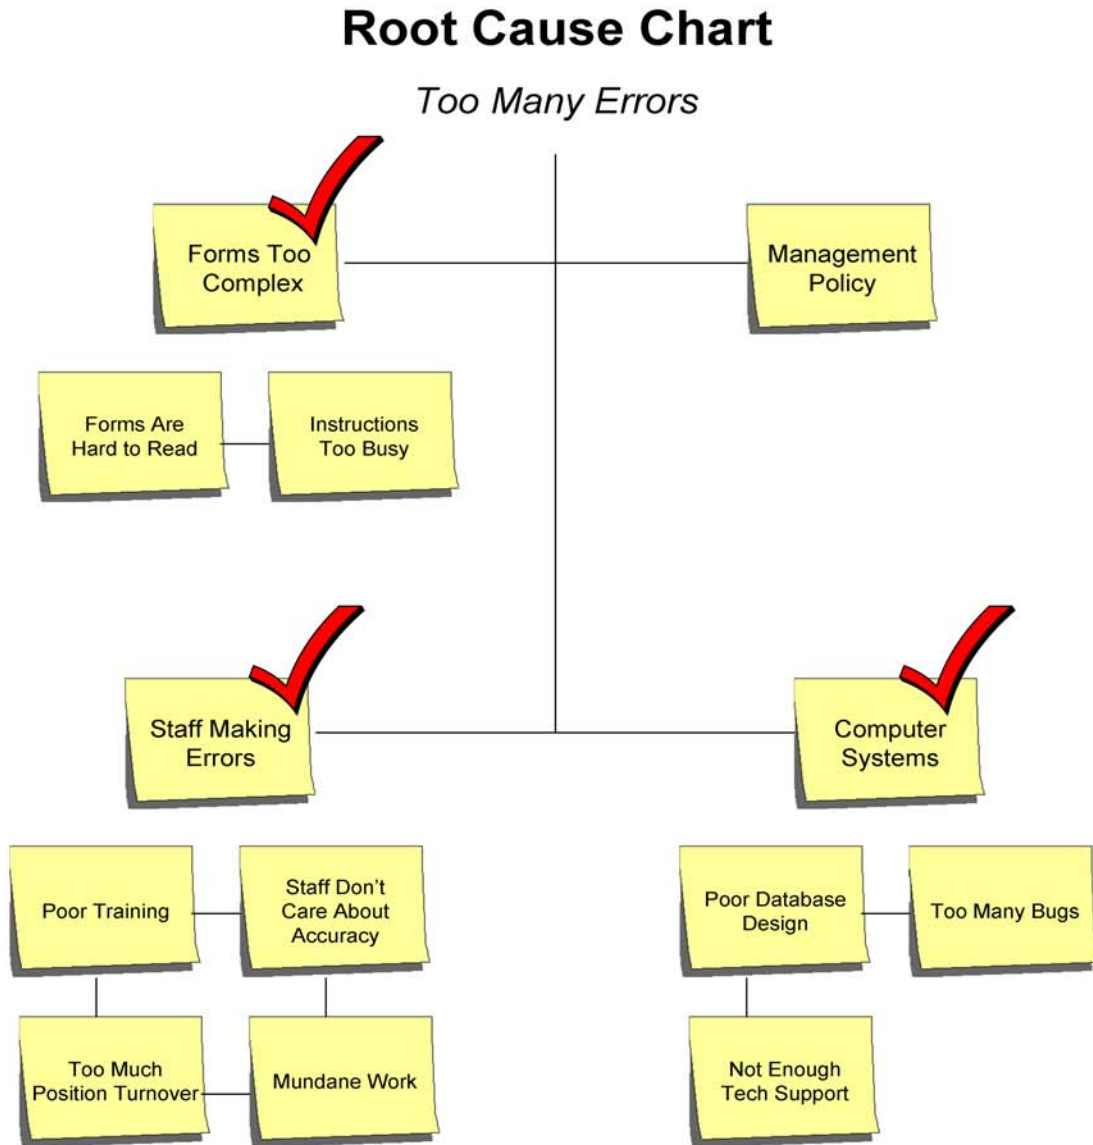 Root Cause Chart
Too Many Errors
Forms Too
Complex
Management
Policy
Forms Are
Hard to Read
Instructions
Too Busy
Staff Making
Errors
Computer
Systems
Poor Training
Staff Don't
Care About
Accuracy
Poor Database
Design
Too Many Bugs
Too Much
Position Turnover
Mundane Work
Not Enough
Tech Support